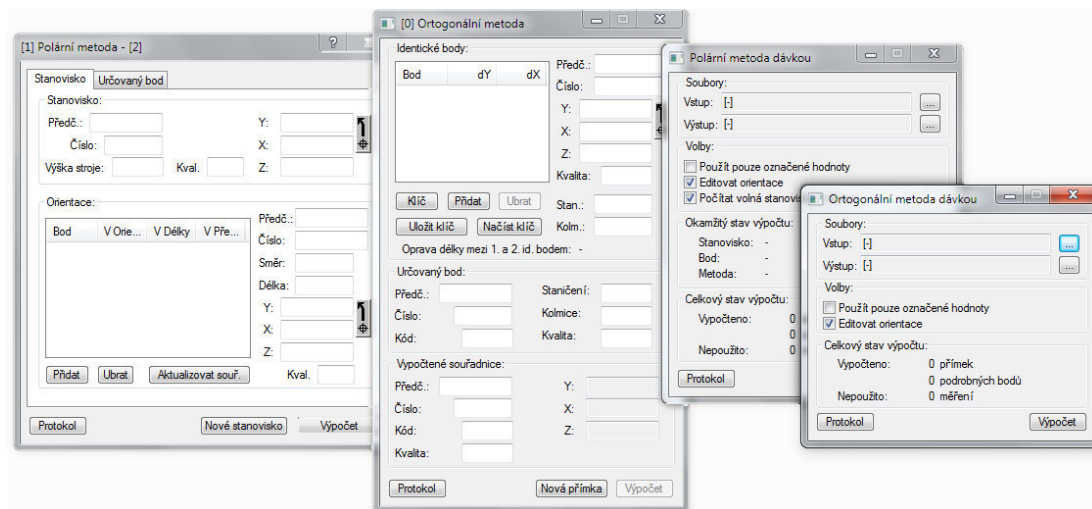 [1] Polární metoda - [2]
Stanovisko Určovaný bod
Stanovisko:
Předč.: Y:
Číslo: X:
Výška stroje: Kval. Z:
Orientace:
Bod V Orie... V Délky V Pře...
Předč.:
Číslo:
Směr:
Délka:
Y:
X:
Z:
Přidat Ubrat Aktualizovat souř. Kval.
Protokol Nové stanovisko Výpočet
[0] Ortogonální metoda
Identické body:
Bod dY dX
Předč.:
Číslo:
Y:
X:
Z:
Kvalita:
Klíč Přidat Ubrat Stan.:
Uložit klíč Načíst klíč Kolm.:
Oprava délky mezi 1. a 2. id. bodem: -
Určovaný bod:
Předč.: Staničení:
Číslo: Kolmice:
Kód: Kvalita:
Vypočtené souřadnice:
Předč.: Y:
Číslo: X:
Kód: Z:
Kvalita:
Protokol Nová přímka Výpočet
Polární metoda dávkou
Soubory:
Vstup: [-] ...
Výstup: [-] ...
Volby:
Použít pouze označené hodnoty
Editovat orientace
Počítat volná
Okamžitý stav výpočtu:
Stanovisko: -
Bod: -
Metoda: -
Celkový stav výpočtu:
Vypočteno: 0
0
Nepoužito: 0
Protokol
Ortogonální metoda dávkou
Soubory:
Vstup: [-] ...
Výstup: [-] ...
Volby:
Použít pouze označené hodnoty
Editovat orientace
Celkový stav výpočtu:
Vypočteno: 0 přímek
0 podrobných bodů
Nepoužito: 0 měření
Protokol Výpočet